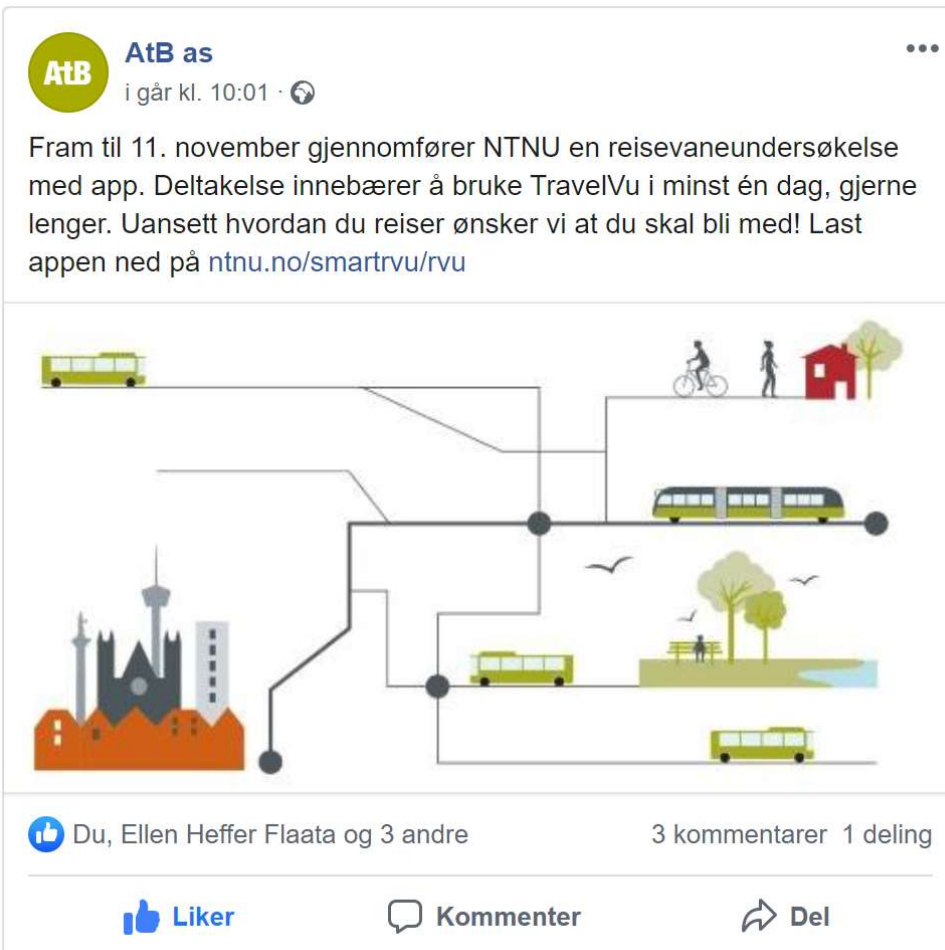 AtB
AtB as
i går kl. 10:01 ·
Fram til 11. november gjennomfører NTNU en reisevaneundersøkelse
med app. Deltakelse innebærer å bruke TravelVu i minst én dag, gjerne
lenger. Uansett hvordan du reiser ønsker vi at du skal bli med! Last
appen ned på ntnu.no/smartrvu/rvu
Du, Ellen Heffer Flaata og 3 andre
3 kommentarer 1 deling
Liker
Kommenter
Del